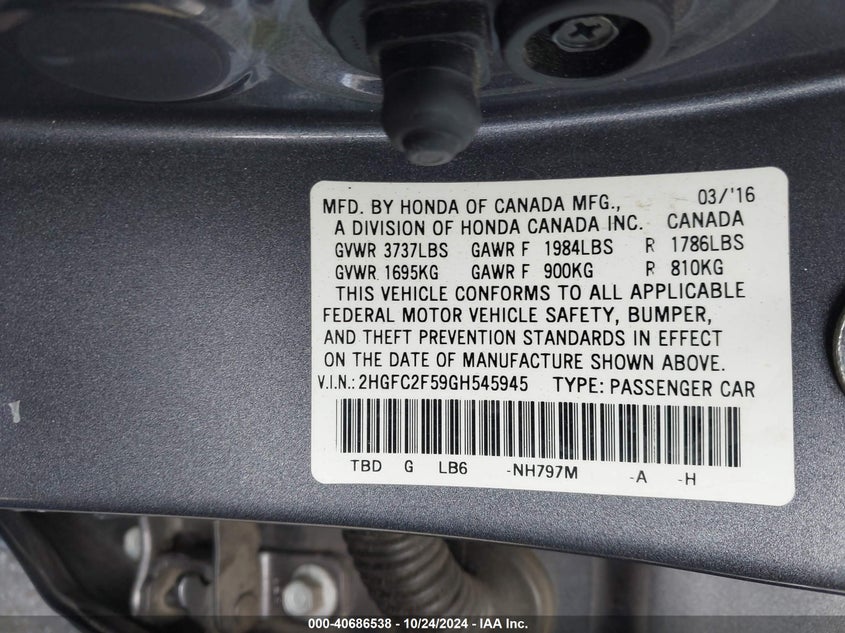 MFD. BY HONDA OF CANADA MFG., 03/'16
A DIVISION OF HONDA CANADA INC. CANADA
GVWR 3737LBS GAWR F 1984LBS R 1786LBS
GVWR 1695KG GAWR F 900KG R 810KG
THIS VEHICLE CONFORMS TO ALL APPLICABLE
FEDERAL MOTOR VEHICLE SAFETY, BUMPER,
AND THEFT PREVENTION STANDARDS IN EFFECT
ON THE DATE OF MANUFACTURE SHOWN ABOVE.
V.I.N.: 2HGFC2F59GH545945 TYPE: PASSENGER CAR
TBD G LB6 -NH797M -A -H
000-40686538 - 10/24/2024 - IAA Inc.